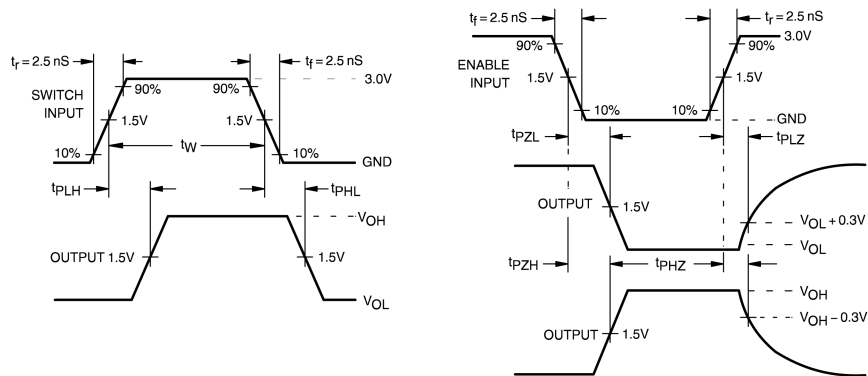 tr = 2.5 nS
tf = 2.5 nS
90%
90%
3.0V
SWITCH
INPUT
1.5V
1.5V
tW
10%
10%
GND
tPLH
tPHL
VOH
OUTPUT
1.5V
1.5V
VOL
tf = 2.5 nS
tr = 2.5 nS
3.0V
90%
90%
ENABLE
INPUT
1.5V
1.5V
10%
10%
GND
tPZL
tPLZ
OUTPUT
1.5V
VOL + 0.3V
VOL
tPZH
tPHZ
VOH
VOH – 0.3V
OUTPUT
1.5V